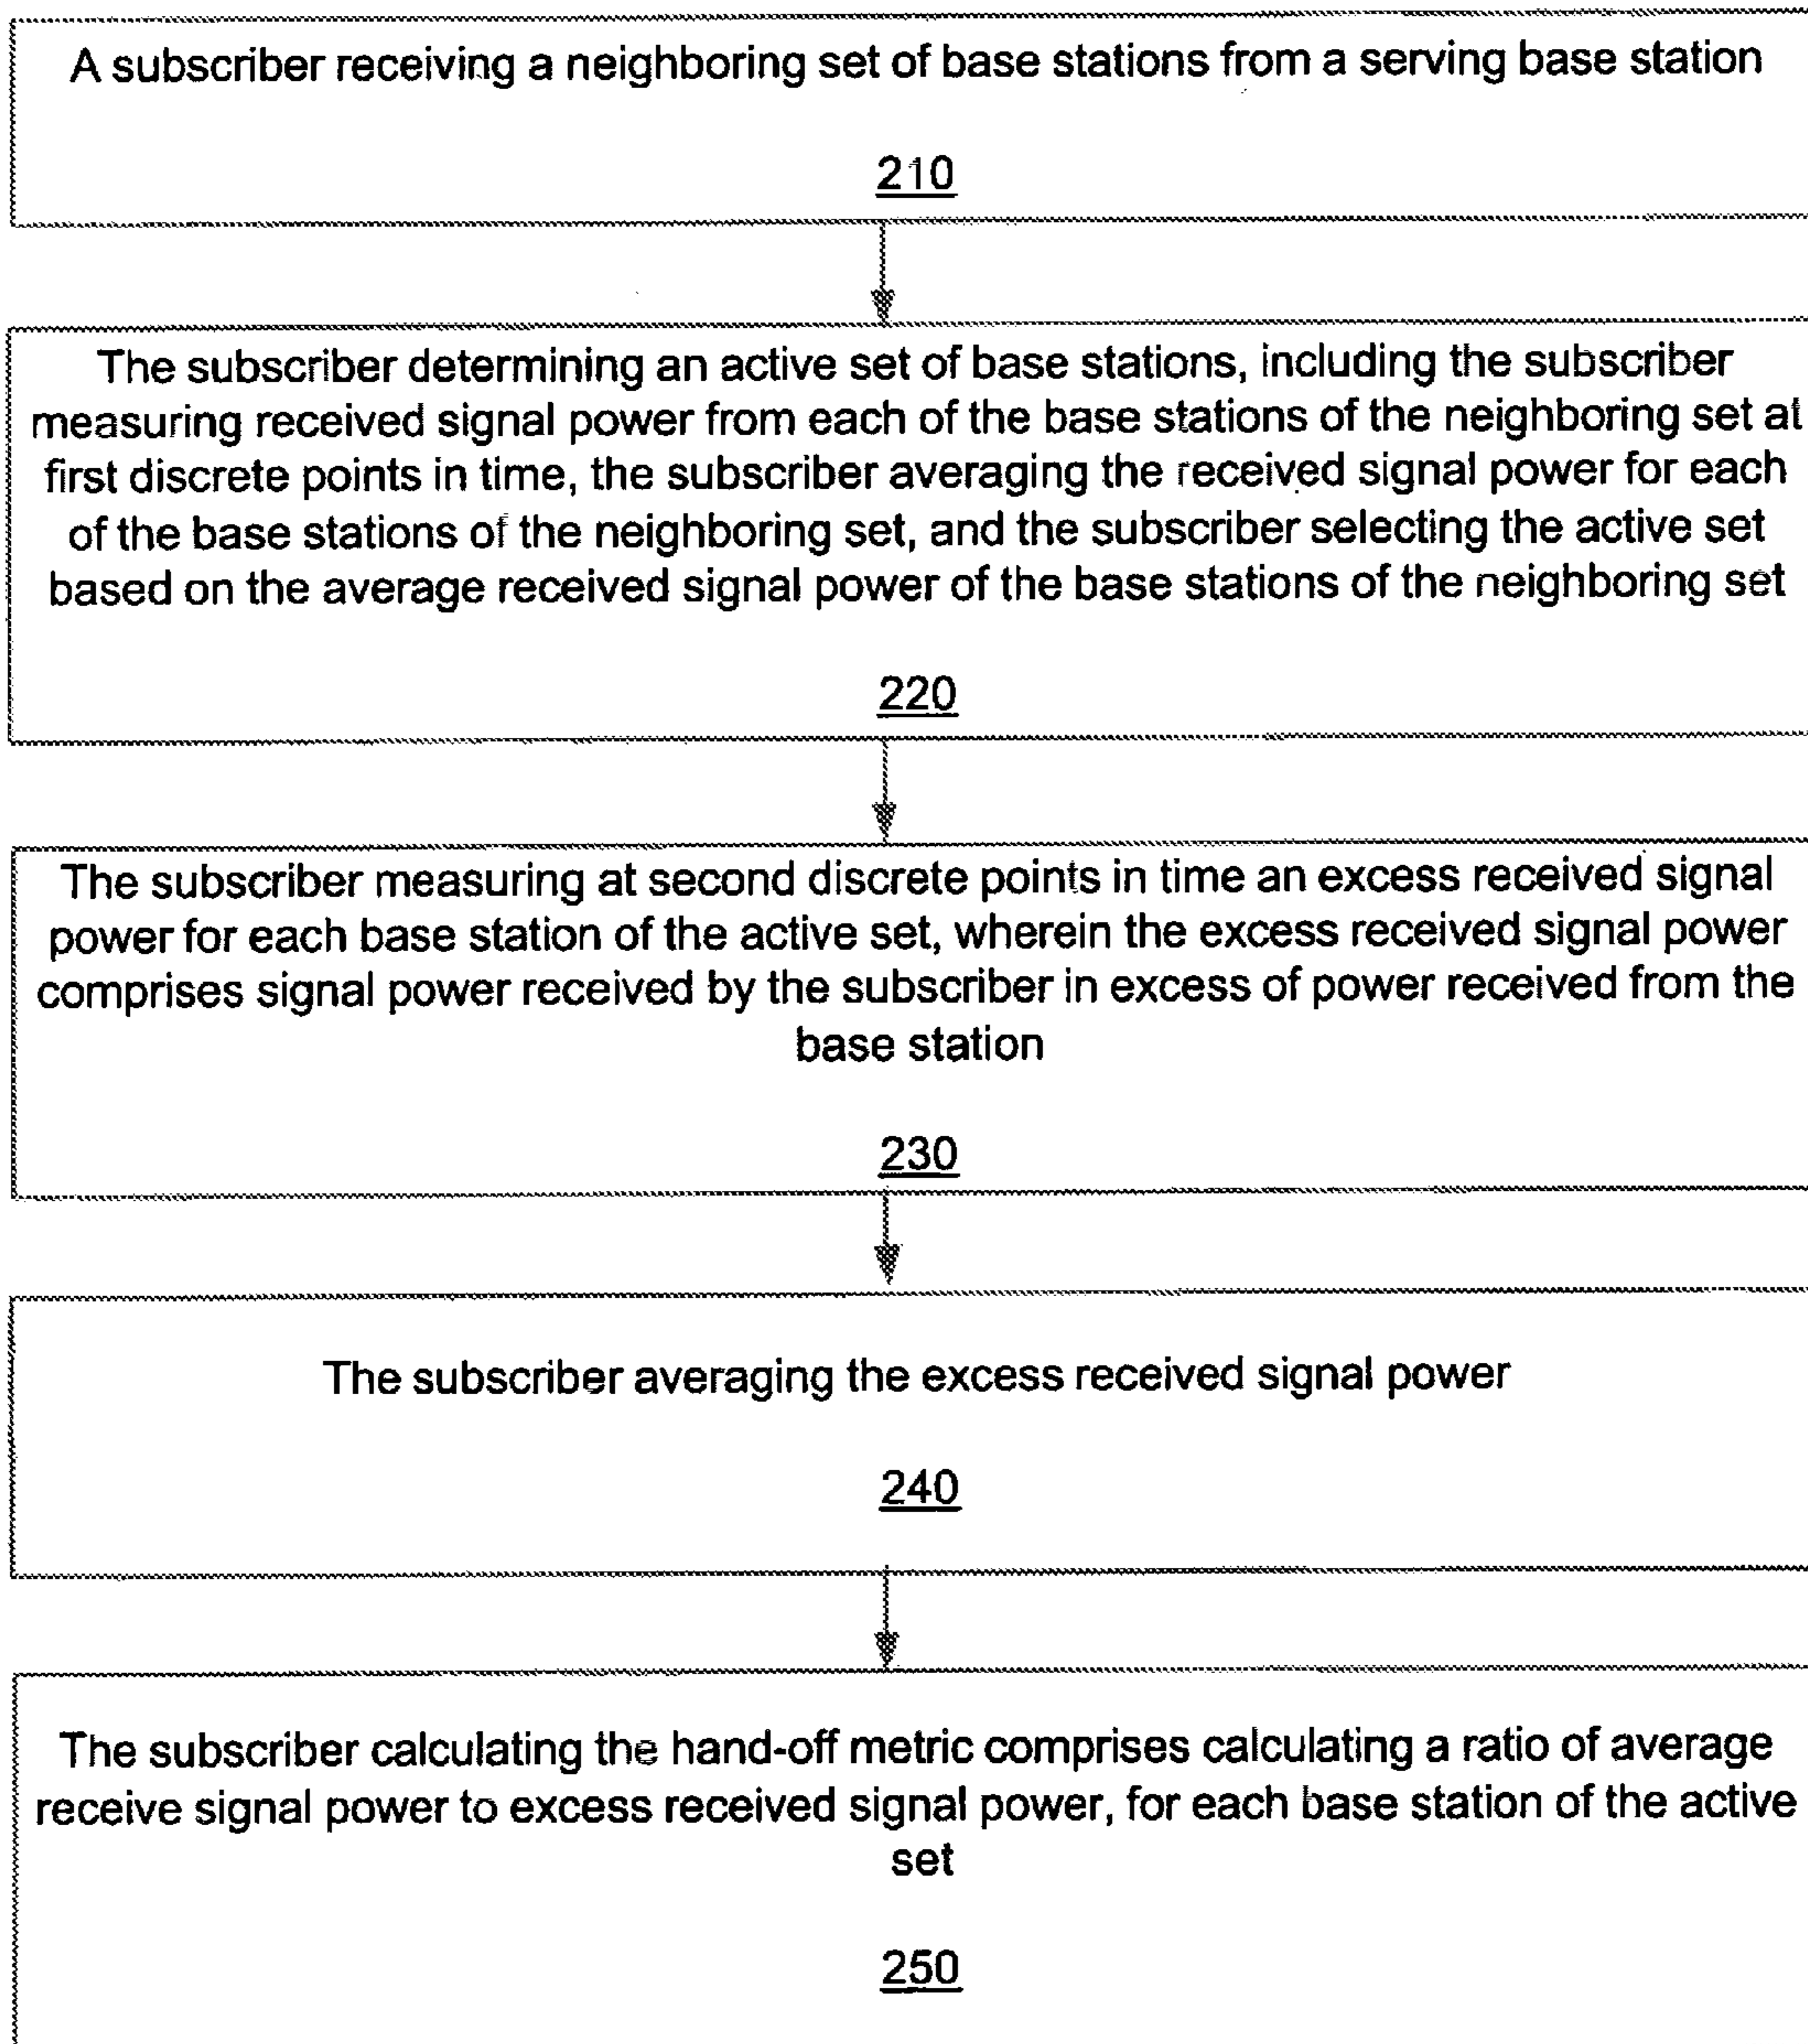 A subscriber receiving a neighboring set of base stations from a serving base station
210
The subscriber determining an active set of base stations, including the subscriber
measuring received signal power from each of the base stations of the neighboring set at
first discrete points in time, the subscriber averaging the received signal power for each
of the base stations of the neighboring set, and the subscriber selecting the active set
based on the average received signal power of the base stations of the neighboring set
220
The subscriber measuring at second discrete points in time an excess received signal
power for each base station of the active set, wherein the excess received signal power
comprises signal power received by the subscriber in excess of power received from the
base station
230
The subscriber averaging the excess received signal power
240
The subscriber calculating the hand-off metric comprises calculating a ratio of average
receive signal power to excess received signal power, for each base station of the active
set
250